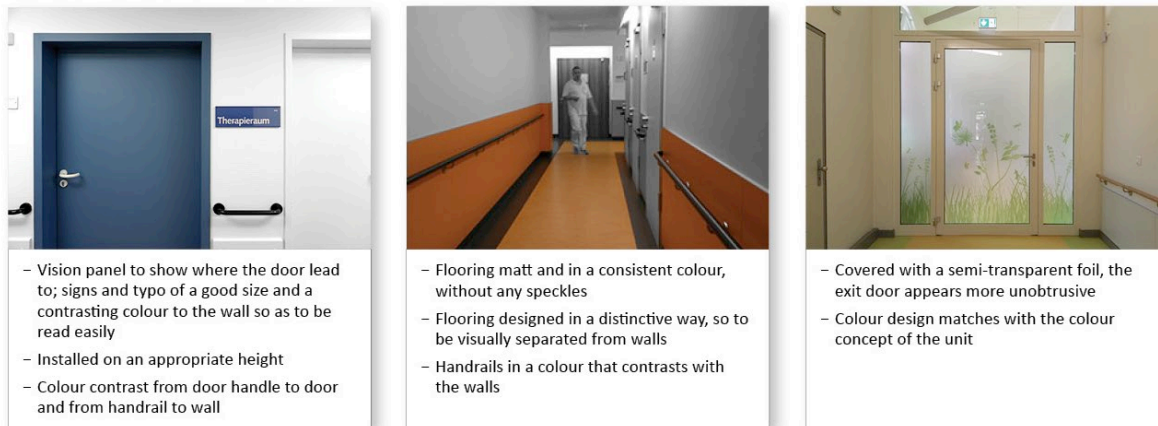 Therapieraum
– Vision panel to show where the door lead
to; signs and typo of a good size and a
contrasting colour to the wall so as to be
read easily
– Installed on an appropriate height
– Colour contrast from door handle to door
and from handrail to wall
– Flooring matt and in a consistent colour,
without any speckles
– Flooring designed in a distinctive way, so to
be visually separated from walls
– Handrails in a colour that contrasts with
the walls
– Covered with a semi-transparent foil, the
exit door appears more unobtrusive
– Colour design matches with the colour
concept of the unit